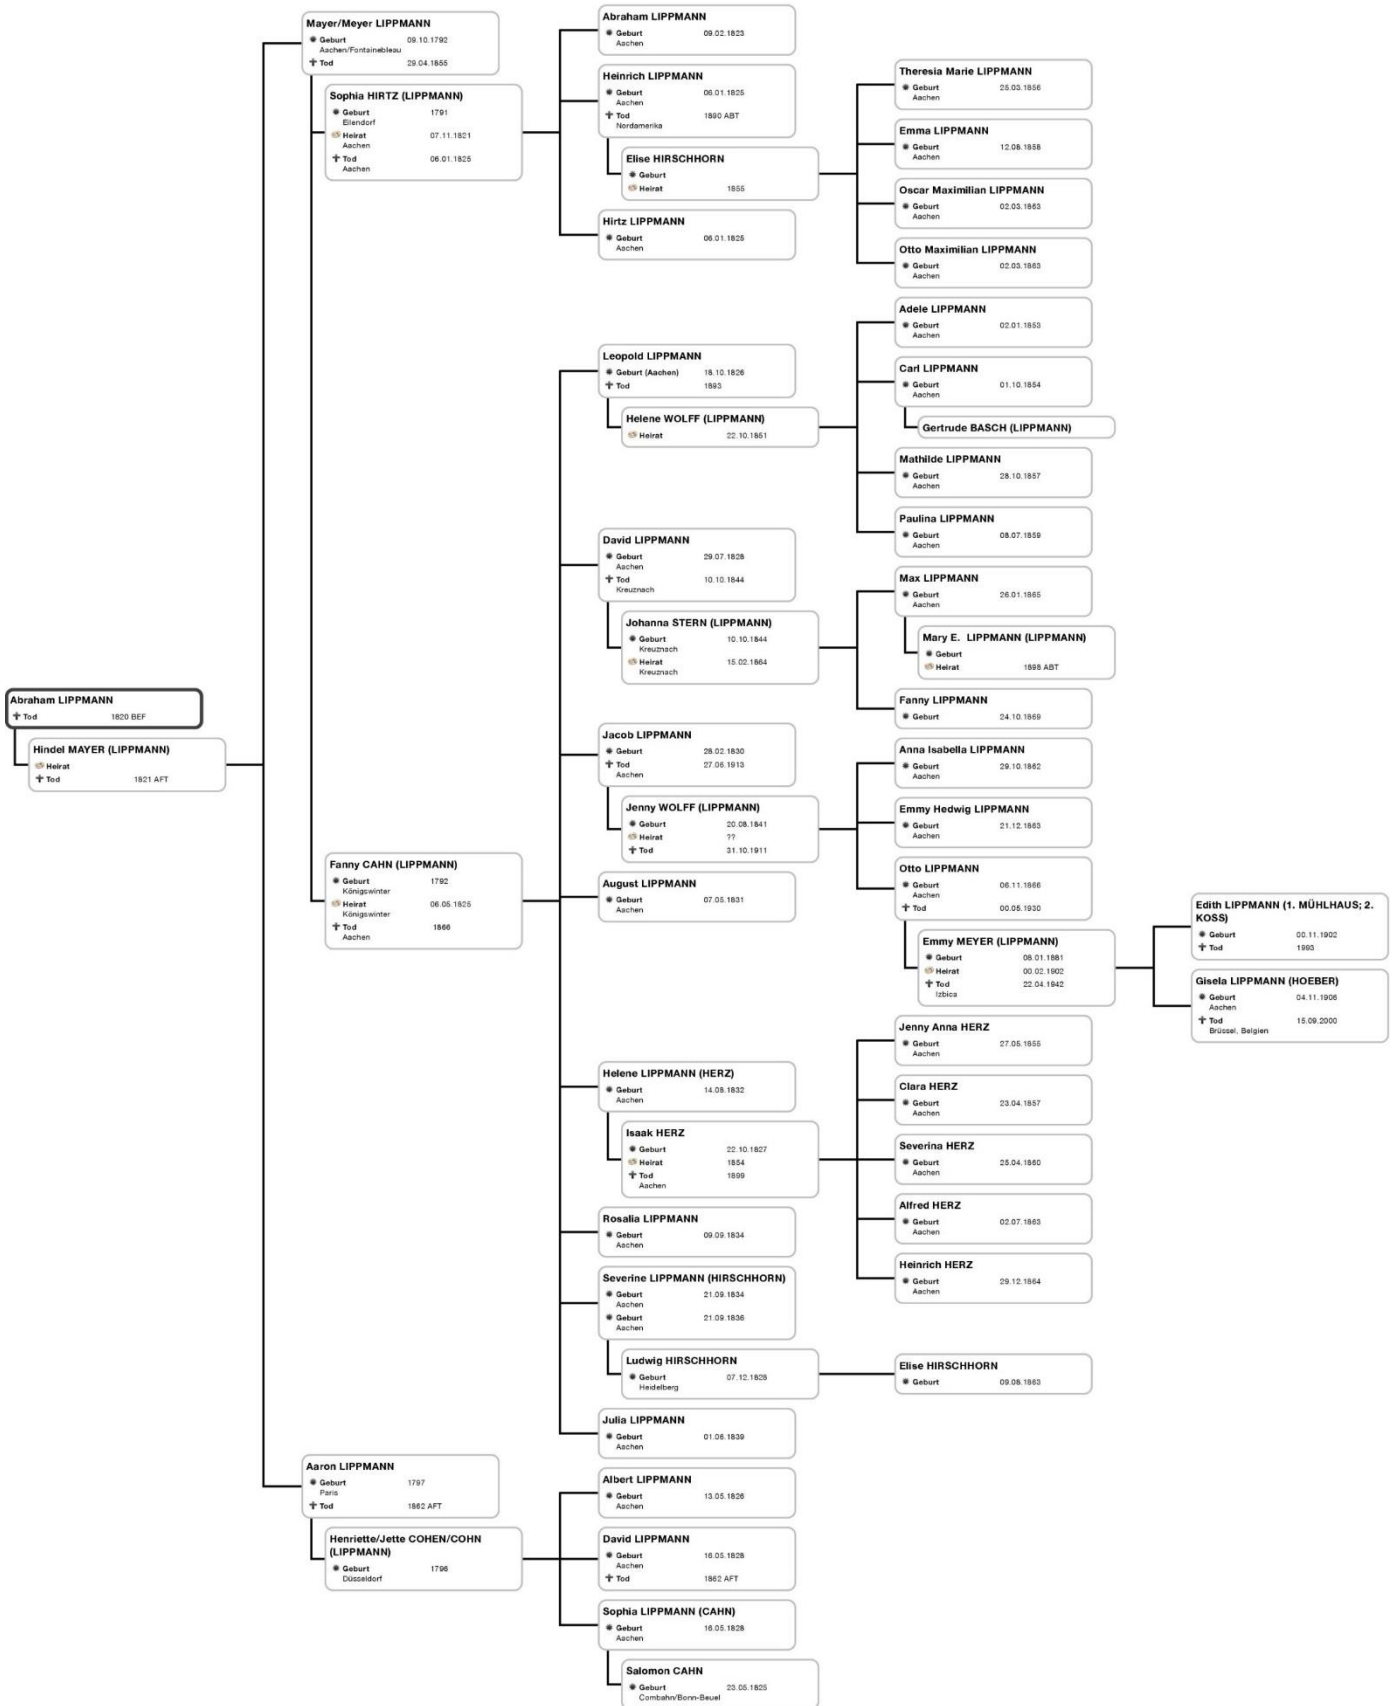 Abraham LIPPMANN
Tod 1820 BEF
Hindel MAYER (LIPPMANN)
Heirat
Tod 1821 AFT
Mayer/Meyer LIPPMANN
Geburt 09.10.1792
Aachen/Fontainebleau
Tod 29.04.1855
Sophia HIRTZ (LIPPMANN)
Geburt 1791
Eilendorf
Heirat 07.11.1821
Aachen
Tod 06.01.1825
Aachen
Abraham LIPPMANN
Geburt 09.02.1823
Aachen
Heinrich LIPPMANN
Geburt 06.01.1825
Aachen
Tod 1890 ABT
Nordamerika
Elise HIRSCHHORN
Geburt
Heirat 1855
Theresia Marie LIPPMANN
Geburt 25.03.1856
Aachen
Emma LIPPMANN
Geburt 12.08.1858
Aachen
Oscar Maximilian LIPPMANN
Geburt 02.03.1863
Aachen
Otto Maximilian LIPPMANN
Geburt 02.03.1863
Aachen
Hirtz LIPPMANN
Geburt 06.01.1825
Aachen
Fanny CAHN (LIPPMANN)
Geburt 1792
Königswinter
Heirat 06.05.1825
Königswinter
Tod 1866
Aachen
Leopold LIPPMANN
Geburt (Aachen) 18.10.1826
Tod 1893
Helene WOLFF (LIPPMANN)
Heirat 22.10.1851
Adele LIPPMANN
Geburt 02.01.1853
Aachen
Carl LIPPMANN
Geburt 01.10.1854
Aachen
Gertrude BASCH (LIPPMANN)
Mathilde LIPPMANN
Geburt 28.10.1857
Aachen
Paulina LIPPMANN
Geburt 08.07.1859
Aachen
David LIPPMANN
Geburt 29.07.1828
Aachen
Tod 10.10.1844
Kreuznach
Johanna STERN (LIPPMANN)
Geburt 10.10.1844
Kreuznach
Heirat 15.02.1864
Kreuznach
Max LIPPMANN
Geburt 26.01.1865
Aachen
Mary E. LIPPMANN (LIPPMANN)
Geburt
Heirat 1898 ABT
Fanny LIPPMANN
Geburt 24.10.1869
Jacob LIPPMANN
Geburt 28.02.1830
Tod 27.06.1913
Aachen
Jenny WOLFF (LIPPMANN)
Geburt 20.08.1841
Heirat ??
Tod 31.10.1911
Anna Isabella LIPPMANN
Geburt 29.10.1862
Aachen
Emmy Hedwig LIPPMANN
Geburt 21.12.1863
Aachen
Otto LIPPMANN
Geburt 06.11.1866
Aachen
Tod 00.05.1930
Emmy MEYER (LIPPMANN)
Geburt 08.01.1881
Heirat 00.02.1902
Tod 22.04.1942
Izbica
Edith LIPPMANN (1. MÜHLHAUS; 2.
KOSS)
Geburt 00.11.1902
Tod 1993
Gisela LIPPMANN (HOEBER)
Geburt 04.11.1906
Aachen
Tod 15.09.2000
Brüssel, Belgien
August LIPPMANN
Geburt 07.05.1831
Aachen
Helene LIPPMANN (HERZ)
Geburt 14.08.1832
Aachen
Isaak HERZ
Geburt 22.10.1827
Heirat 1854
Tod 1899
Aachen
Jenny Anna HERZ
Geburt 27.05.1855
Aachen
Clara HERZ
Geburt 23.04.1857
Aachen
Severina HERZ
Geburt 25.04.1860
Aachen
Alfred HERZ
Geburt 02.07.1863
Aachen
Heinrich HERZ
Geburt 29.12.1864
Aachen
Rosalia LIPPMANN
Geburt 09.09.1834
Aachen
Severine LIPPMANN (HIRSCHHORN)
Geburt 21.09.1834
Aachen
Geburt 21.09.1836
Aachen
Ludwig HIRSCHHORN
Geburt 07.12.1828
Heidelberg
Elise HIRSCHHORN
Geburt 09.08.1863
Julia LIPPMANN
Geburt 01.06.1839
Aachen
Aaron LIPPMANN
Geburt 1797
Paris
Tod 1862 AFT
Henriette/Jette COHEN/COHN
(LIPPMANN)
Geburt 1796
Düsseldorf
Albert LIPPMANN
Geburt 13.05.1826
Aachen
David LIPPMANN
Geburt 16.05.1828
Aachen
Tod 1862 AFT
Sophia LIPPMANN (CAHN)
Geburt 16.05.1828
Aachen
Salomon CAHN
Geburt 23.05.1825
Combahn/Bonn-Beuel